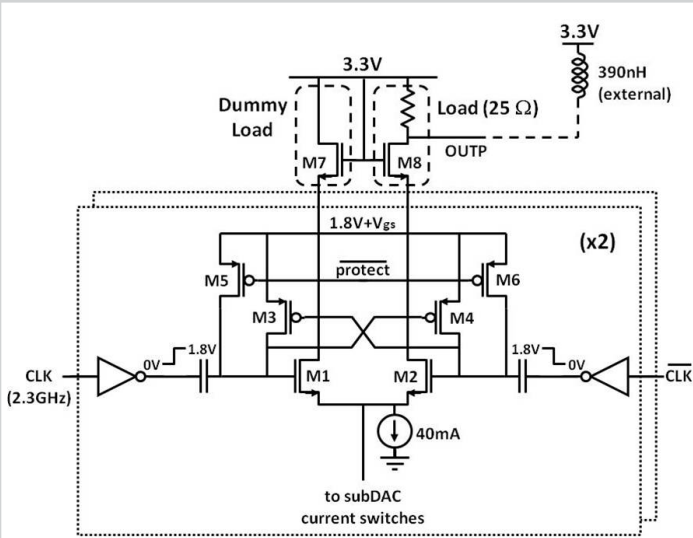 3.3V
390nH
(external)
3.3V
Dummy
Load
Load (25 Ω)
OUTP
M7
M8
1.8V+Vgs
(x2)
protect
M5
M6
M3
M4
0V
1.8V
1.8V
0V
CLK
(2.3GHz)
M1
M2
CLK
40mA
to subDAC
current switches